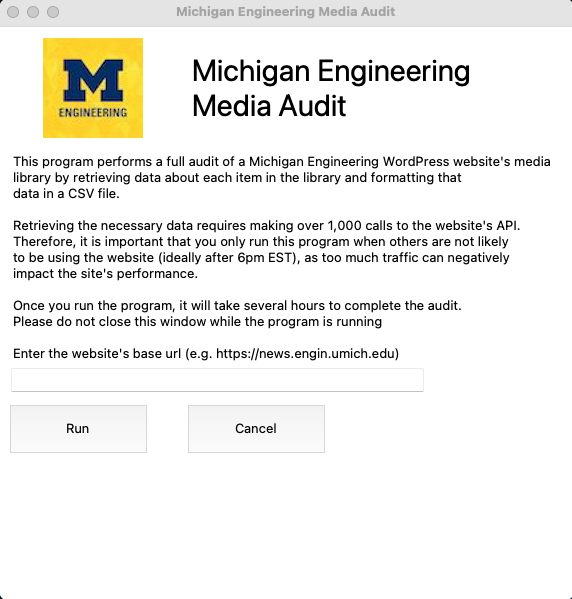 Michigan Engineering Media Audit
M
ENGINEERING
Michigan Engineering
Media Audit
This program performs a full audit of a Michigan Engineering WordPress website's media
library by retrieving data about each item in the library and formatting that
data in a CSV file.
Retrieving the necessary data requires making over 1,000 calls to the website's API.
Therefore, it is important that you only run this program when others are not likely
to be using the website (ideally after 6pm EST), as too much traffic can negatively
impact the site's performance.
Once you run the program, it will take several hours to complete the audit.
Please do not close this window while the program is running
Enter the website's base url (e.g. https://news.engin.umich.edu)
Run
Cancel